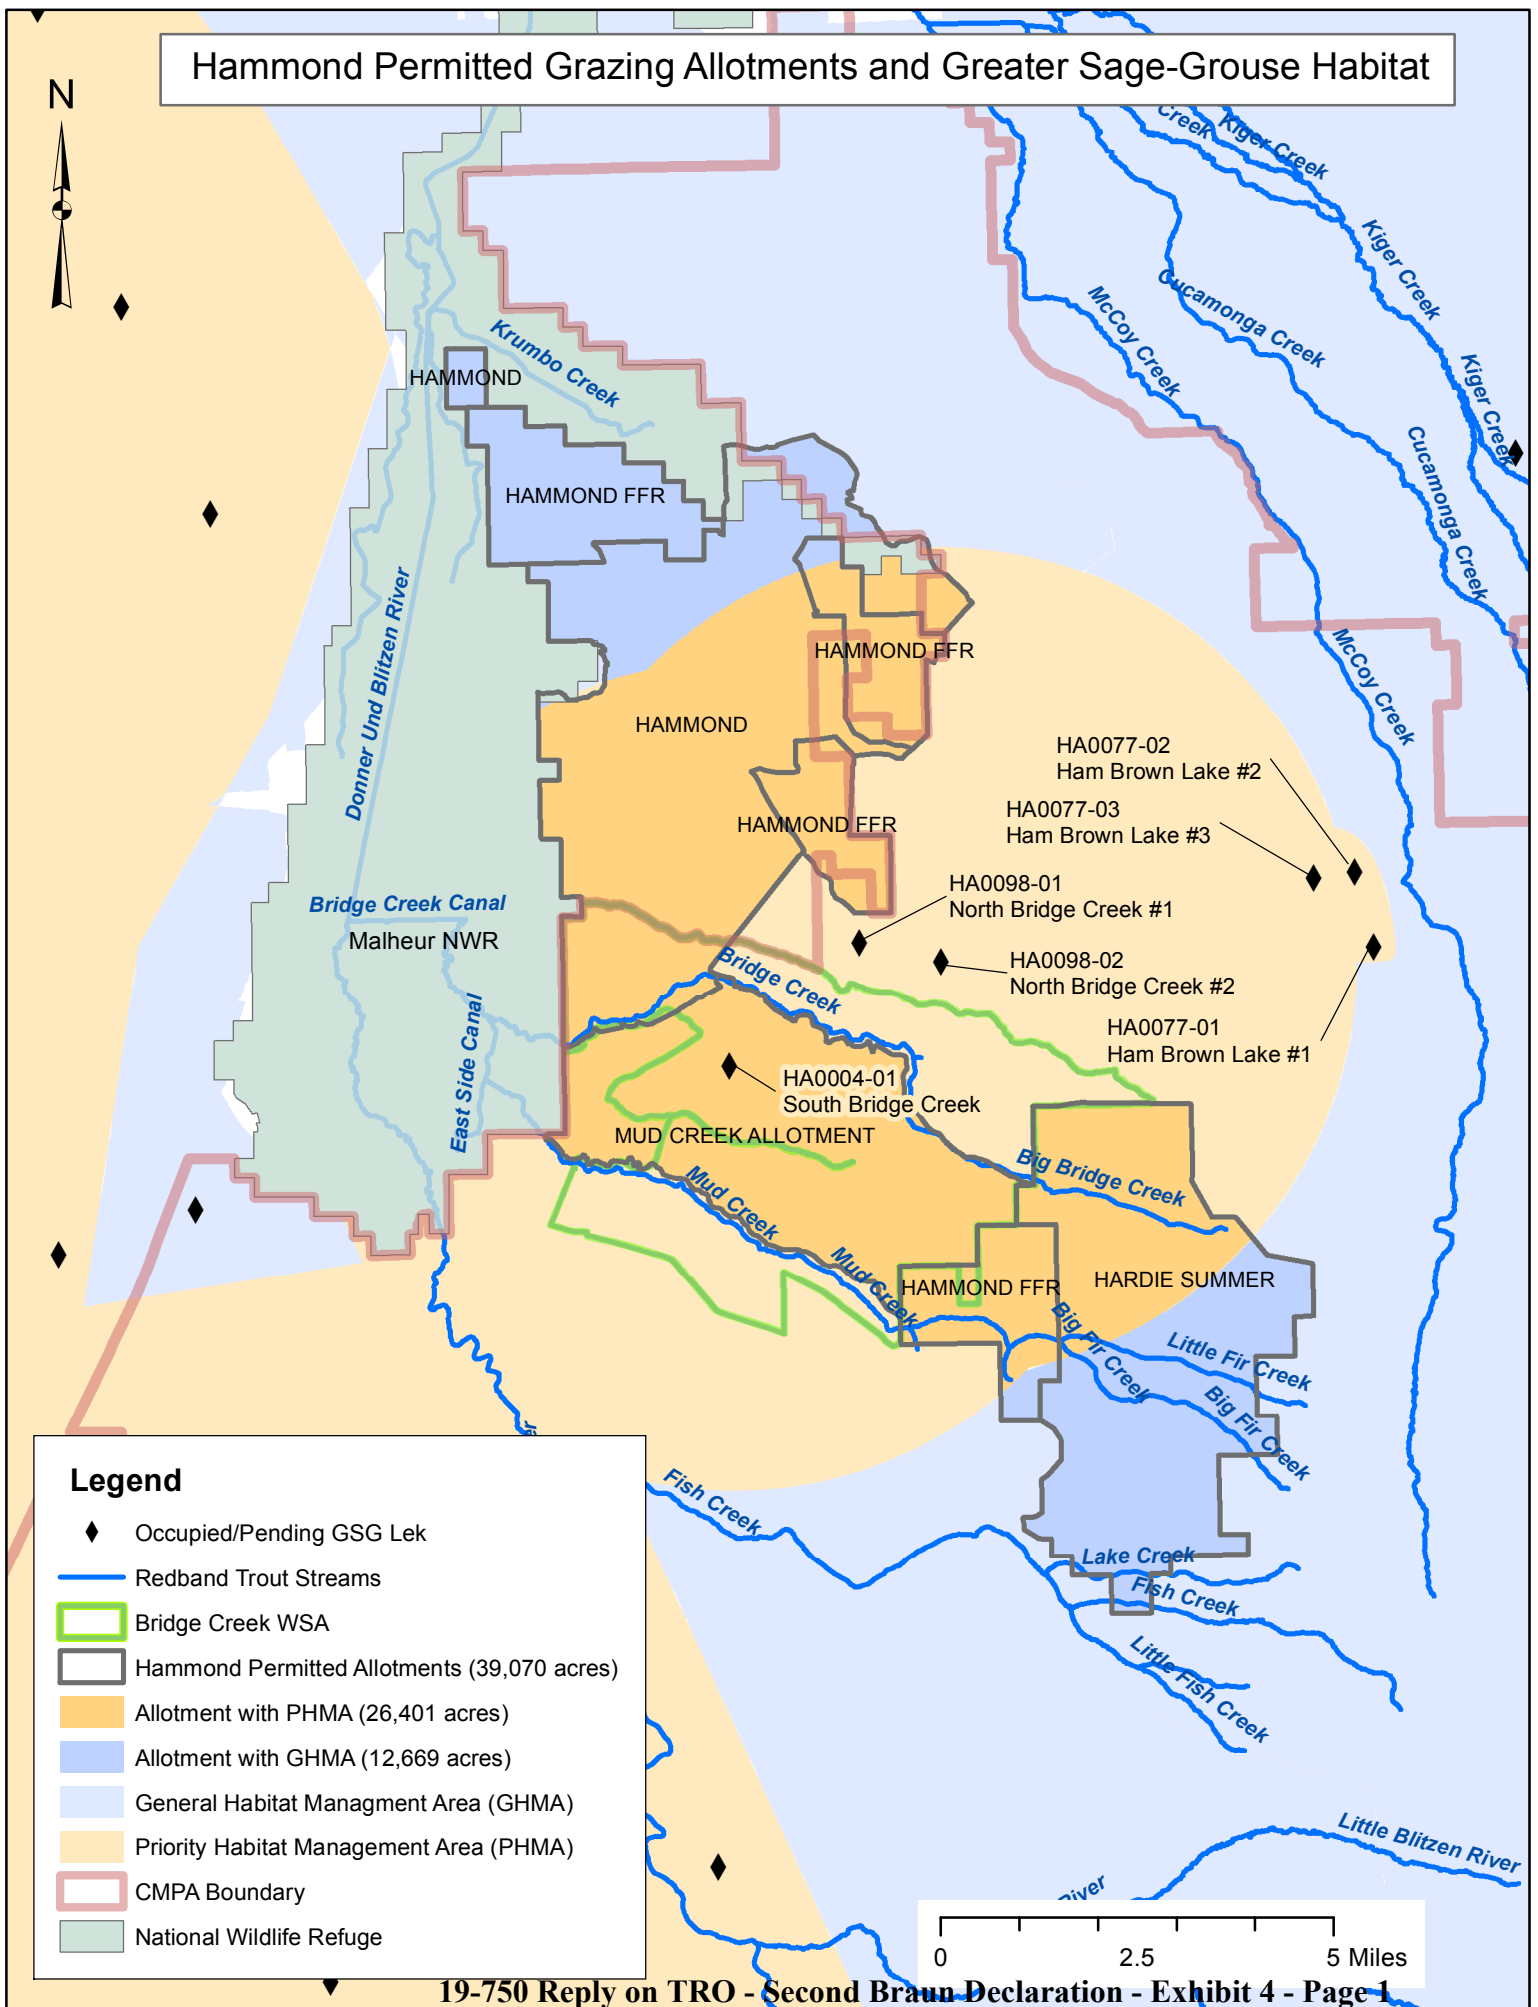 Hammond Permitted Grazing Allotments and Greater Sage-Grouse Habitat
N
Creek
Kiger Creek
Kiger Creek
Kiger Creek
McCoy Creek
Cucamonga Creek
Cucamonga Creek
Krumbo Creek
HAMMOND
HAMMOND FFR
Donner Und Blitzen River
HAMMOND FFR
McCoy Creek
HAMMOND
HA0077-02
Ham Brown Lake #2
HA0077-03
Ham Brown Lake #3
HAMMOND FFR
HA0098-01
North Bridge Creek #1
Bridge Creek Canal
Malheur NWR
Bridge Creek
HA0098-02
North Bridge Creek #2
East Side Canal
HA0077-01
Ham Brown Lake #1
HA0004-01
South Bridge Creek
MUD CREEK ALLOTMENT
Big Bridge Creek
Mud Creek
Mud Creek
HAMMOND FFR
HARDIE SUMMER
Big Fir Creek
Little Fir Creek
Big Fir Creek
er
Fish Creek
Lake Creek
Fish Creek
Little Fish Creek
Little Blitzen River
River
Legend
Occupied/Pending GSG Lek
Redband Trout Streams
Bridge Creek WSA
Hammond Permitted Allotments (39,070 acres)
Allotment with PHMA (26,401 acres)
Allotment with GHMA (12,669 acres)
General Habitat Managment Area (GHMA)
Priority Habitat Management Area (PHMA)
CMPA Boundary
National Wildlife Refuge
0 2.5 5 Miles
19-750 Reply on TRO - Second Braun Declaration - Exhibit 4 - Page 1